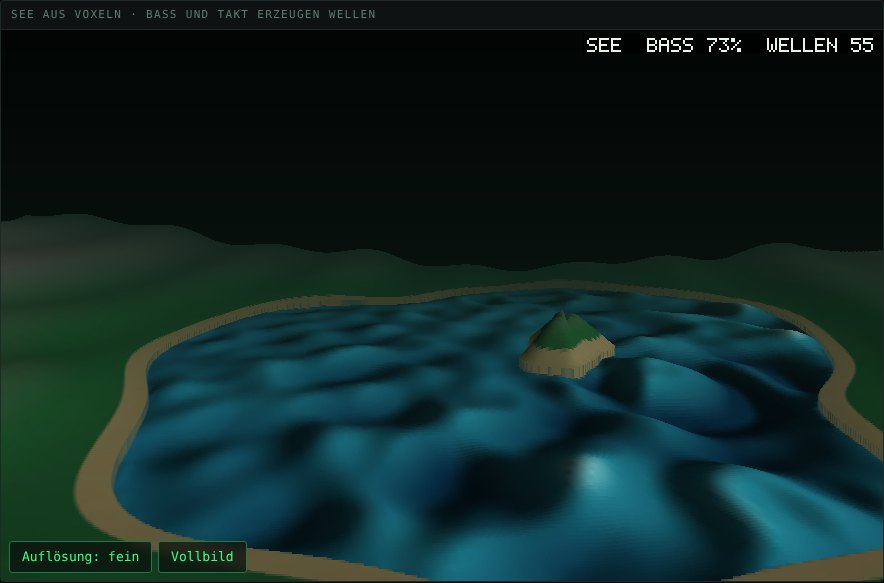 SEE AUS VOXELN · BASS UND TAKT ERZEUGEN WELLEN
SEE BASS 73% WELLEN 55
Auflösung: fein Vollbild